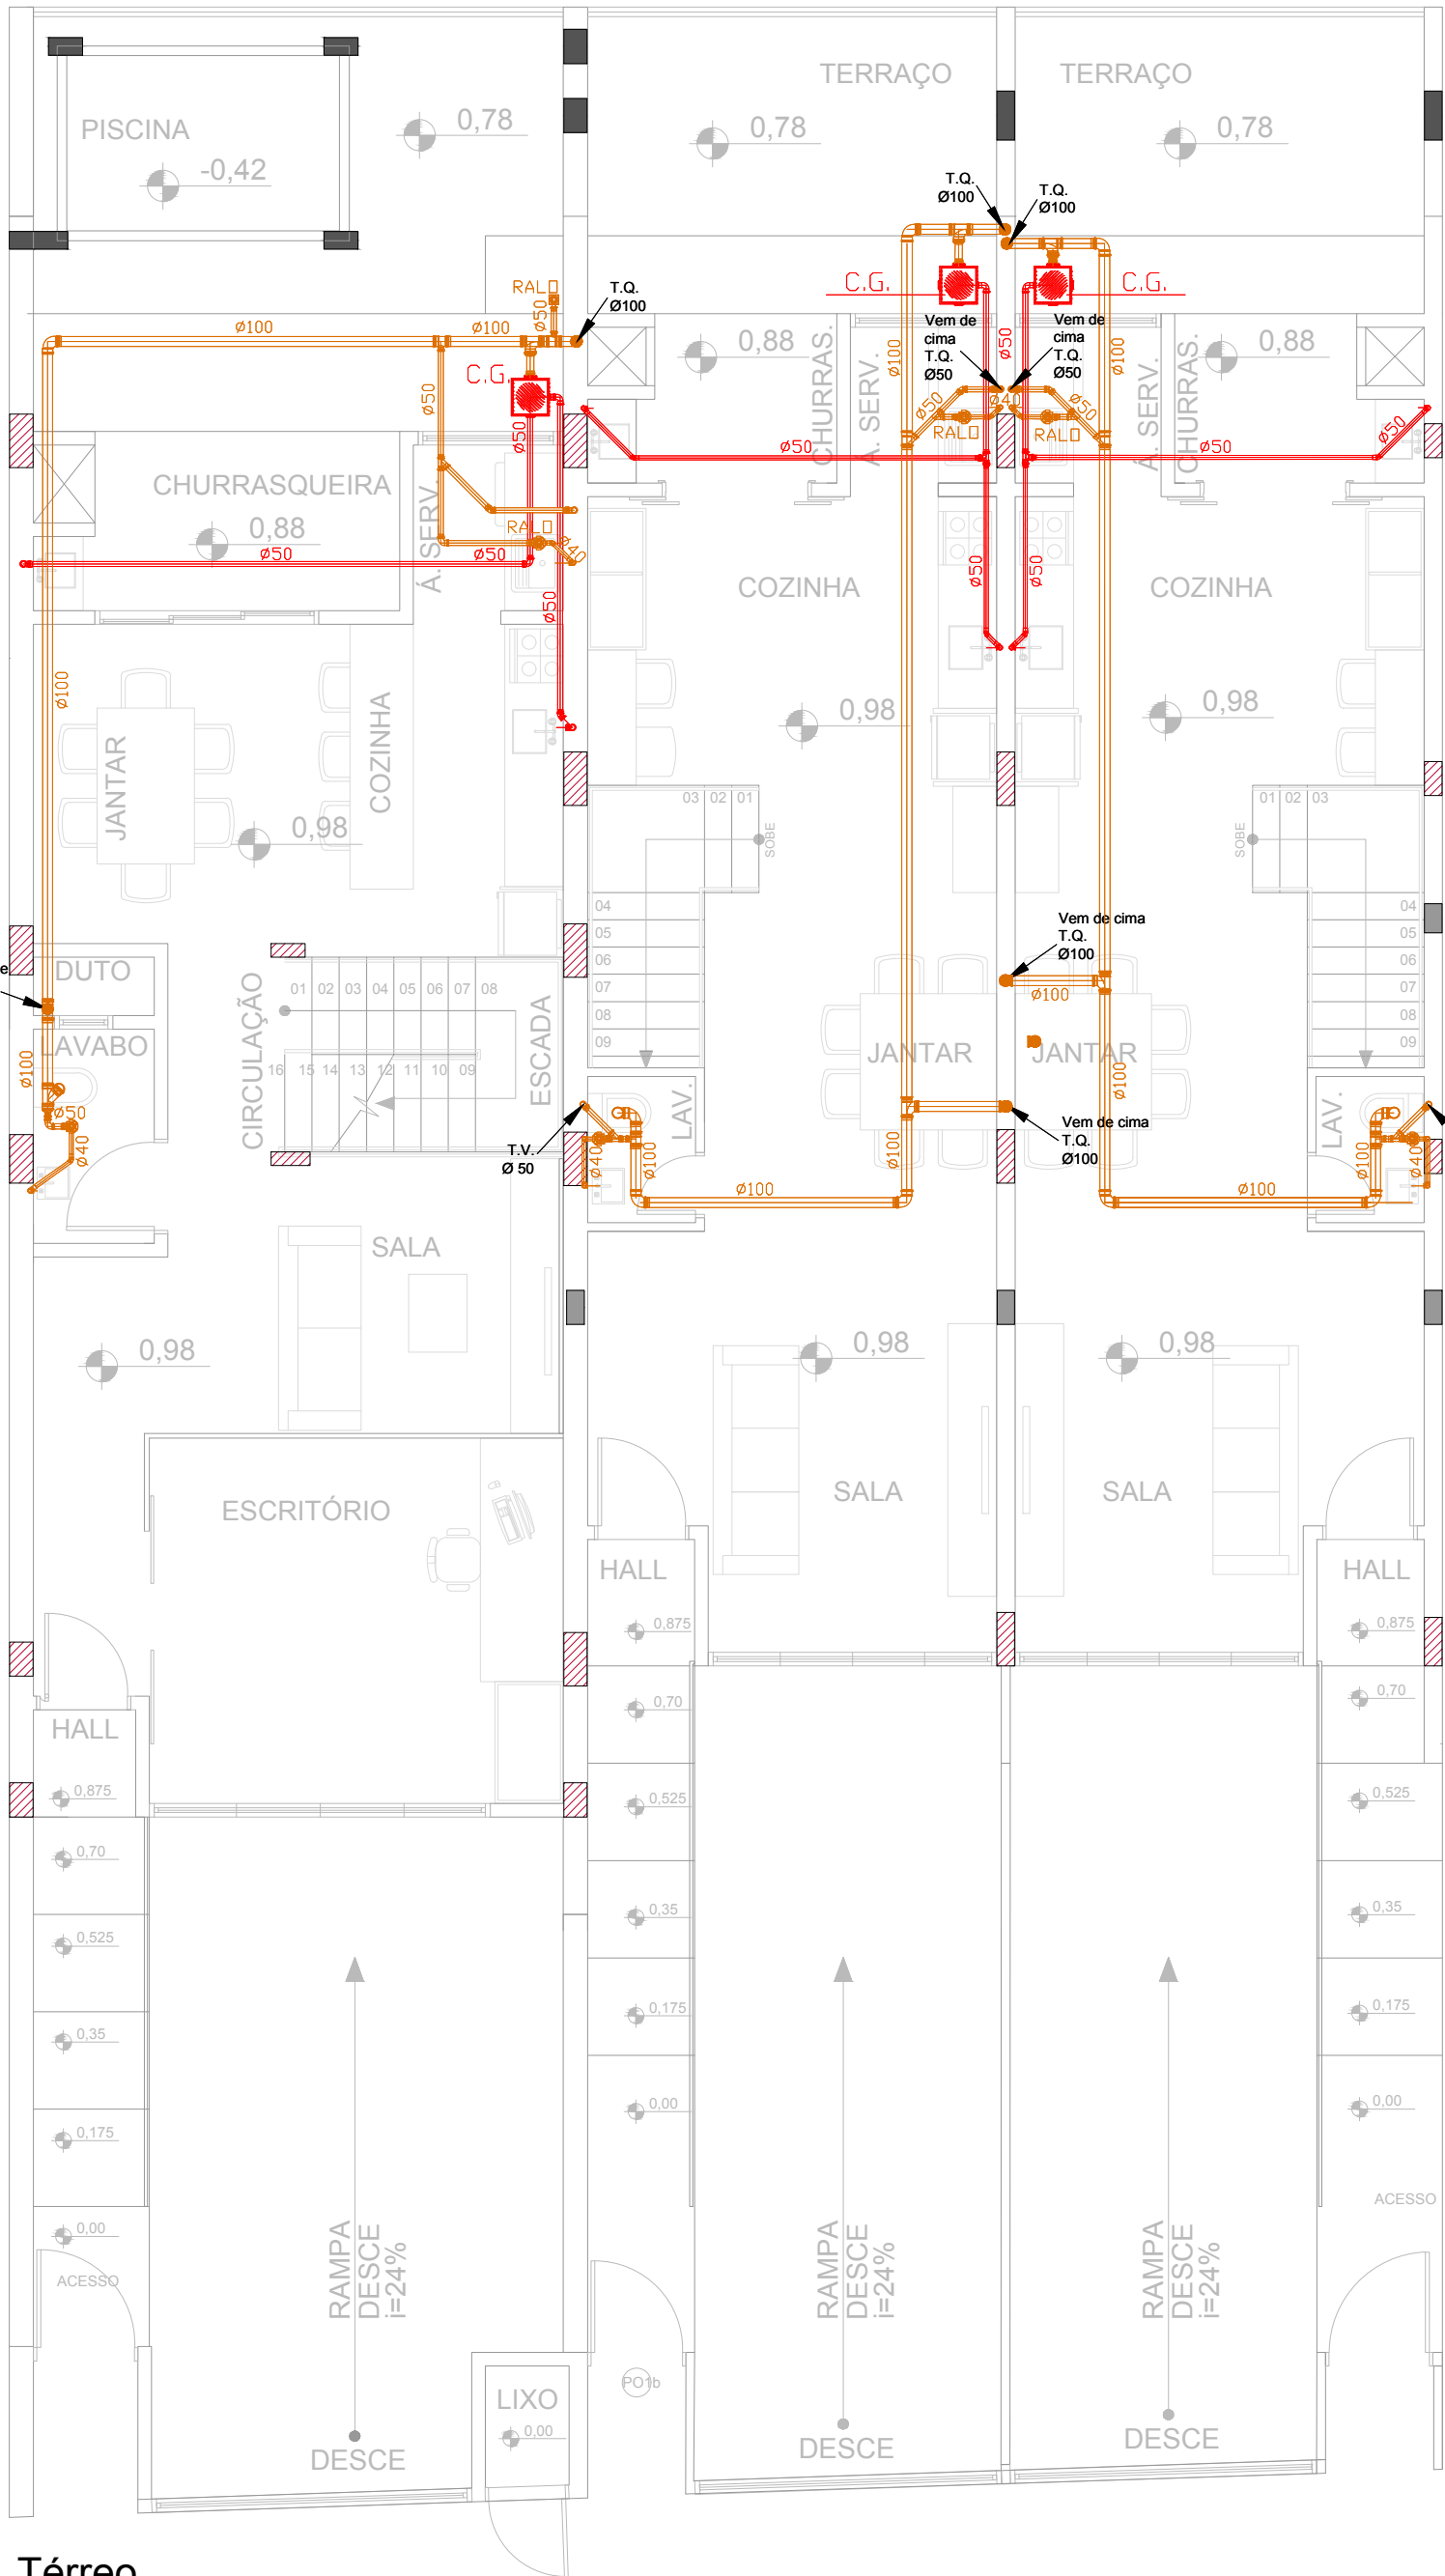 TERRAÇO
TERRAÇO
PISCINA
-0,42
0,78
0,78
0,78
T.Q.
Ø100
T.Q.
Ø100
RALO
T.Q.
Ø100
C.G.
C.G.
ø50
ø100
ø100
C.G.
ø50
ø50
Vem de
cima
T.Q.
Ø50
Vem de
cima
T.Q.
Ø50
ø100
ø50
ø100
0,88
0,88
CHURRAS.
Á. SERV.
Á. SERV.
CHURRAS.
ø50
ø40
ø50
RALO
RALO
ø50
ø50
ø50
CHURRASQUEIRA
0,88
Á. SERV.
RALO
ø40
ø50
ø50
ø50
ø50
ø50
COZINHA
COZINHA
ø100
JANTAR
COZINHA
0,98
0,98
0,98
03 02 01
SOBE
04
05
06
07
08
09
01 02 03
SOBE
04
05
06
07
08
09
e
DUTO
LAVABO
ø100
ø50
ø40
CIRCULAÇÃO
01 02 03 04 05 06 07 08
16 15 14 13 12 11 10 09
ESCADA
Vem de cima
T.Q.
Ø100
ø100
JANTAR
JANTAR
ø100
ø100
Vem de cima
T.Q.
Ø100
T.V.
Ø 50
LAV.
ø40
ø100
ø100
LAV.
ø100
ø40
ø100
SALA
0,98
0,98
0,98
ESCRITÓRIO
SALA
SALA
HALL
0,875
HALL
0,875
HALL
0,875
0,70
0,525
0,35
0,175
0,00
ACESSO
0,70
0,525
0,35
0,175
0,00
0,70
0,525
0,35
0,175
0,00
ACESSO
RAMPA
DESCE
i=24%
DESCE
RAMPA
DESCE
i=24%
DESCE
RAMPA
DESCE
i=24%
DESCE
PO1b
LIXO
0,00
Térreo